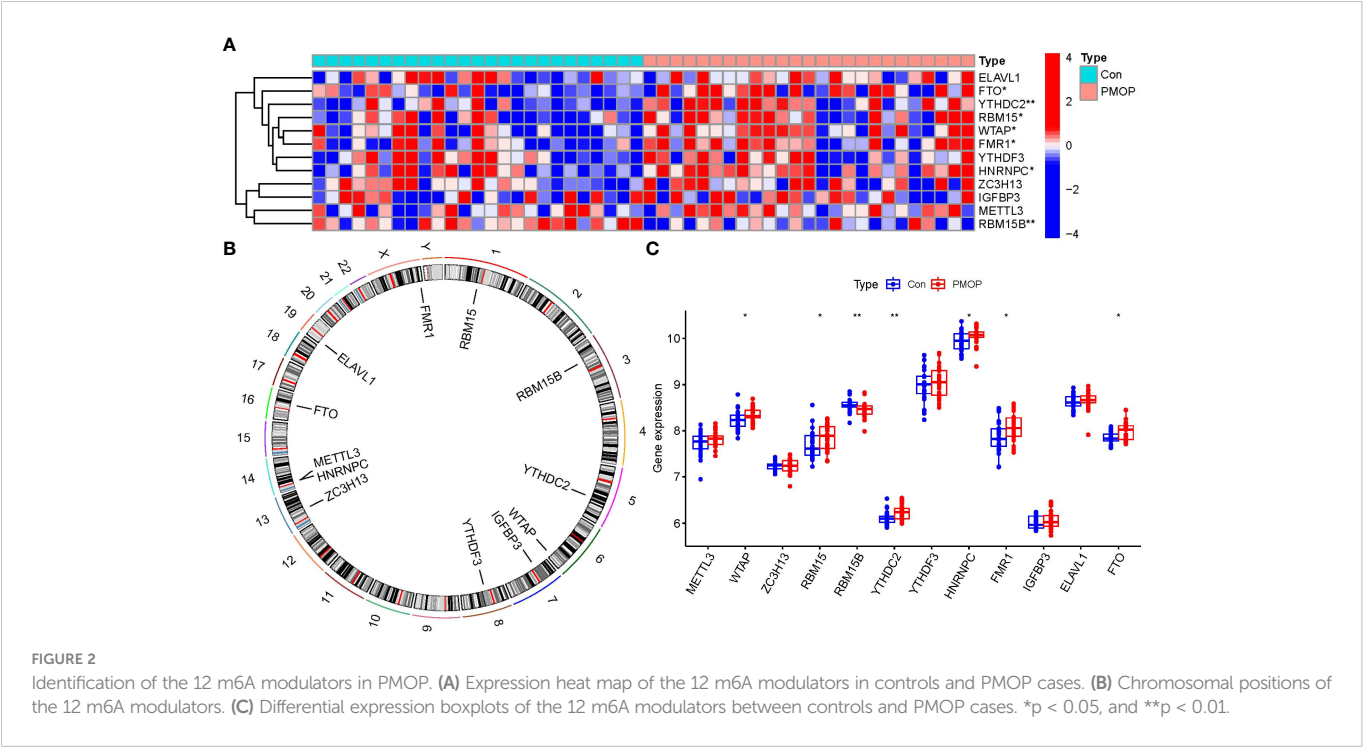 A
Type
ELAVL1
FTO*
YTHDC2**
RBM15*
WTAP*
FMR1*
YTHDF3
HNRNPC*
ZC3H13
IGFBP3
METTL3
RBM15B**
4
2
0
−2
−4
Type
Con
PMOP
B
1
2
3
4
5
6
7
8
9
10
11
12
13
14
15
16
17
18
19
20
21
22
X
Y
FMR1
RBM15
RBM15B
YTHDC2
WTAP
IGFBP3
YTHDF3
ZC3H13
HNRNPC
METTL3
FTO
ELAVL1
C
Type Con PMOP
* * ** ** * * *
Gene expression
10
9
8
7
6
METTL3
WTAP
ZC3H13
RBM15
RBM15B
YTHDC2
YTHDF3
HNRNPC
FMR1
IGFBP3
ELAVL1
FTO
FIGURE 2
Identification of the 12 m6A modulators in PMOP. (A) Expression heat map of the 12 m6A modulators in controls and PMOP cases. (B) Chromosomal positions of
the 12 m6A modulators. (C) Differential expression boxplots of the 12 m6A modulators between controls and PMOP cases. *p < 0.05, and **p < 0.01.